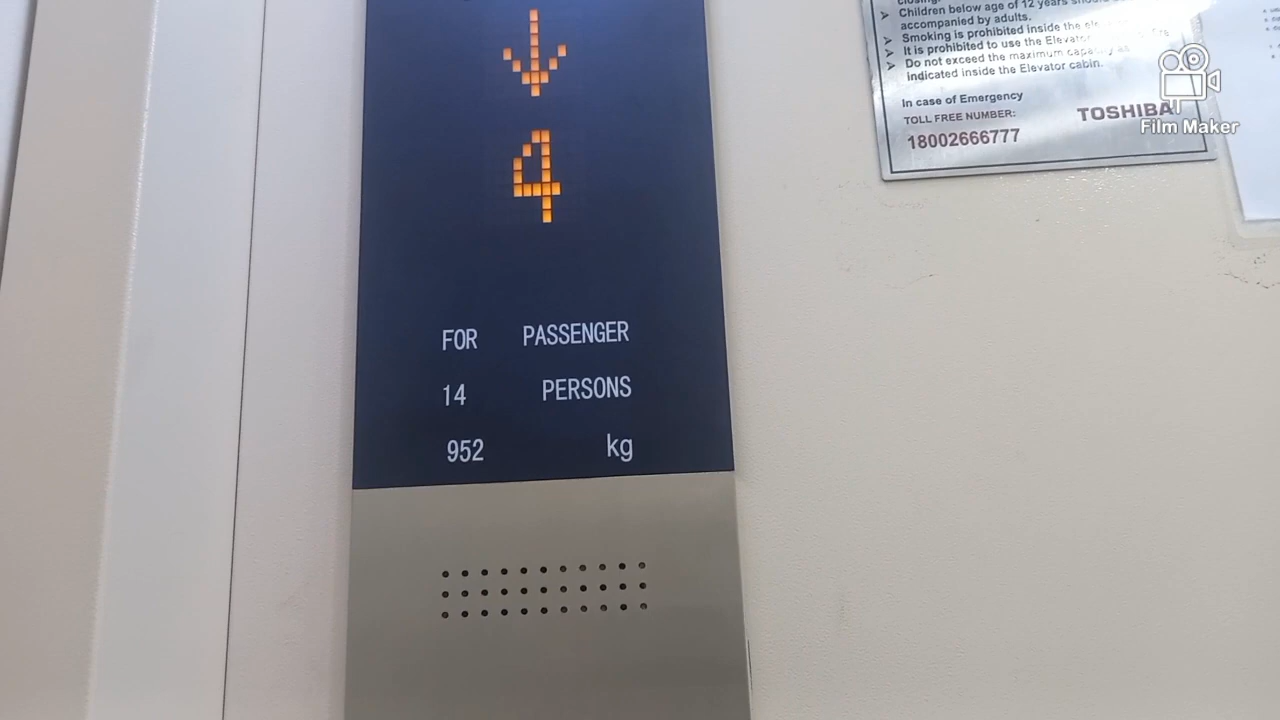 4
FOR PASSENGER
14 PERSONS
952 kg
closing.
➤ Children below age of 12 years should
accompanied by adults.
➤ Smoking is prohibited inside the
➤ It is prohibited to use the Elevator
➤ Do not exceed the maximum capacity as
indicated inside the Elevator cabin.
In case of Emergency
TOLL FREE NUMBER:
18002666777
TOSHIBA
Film Maker